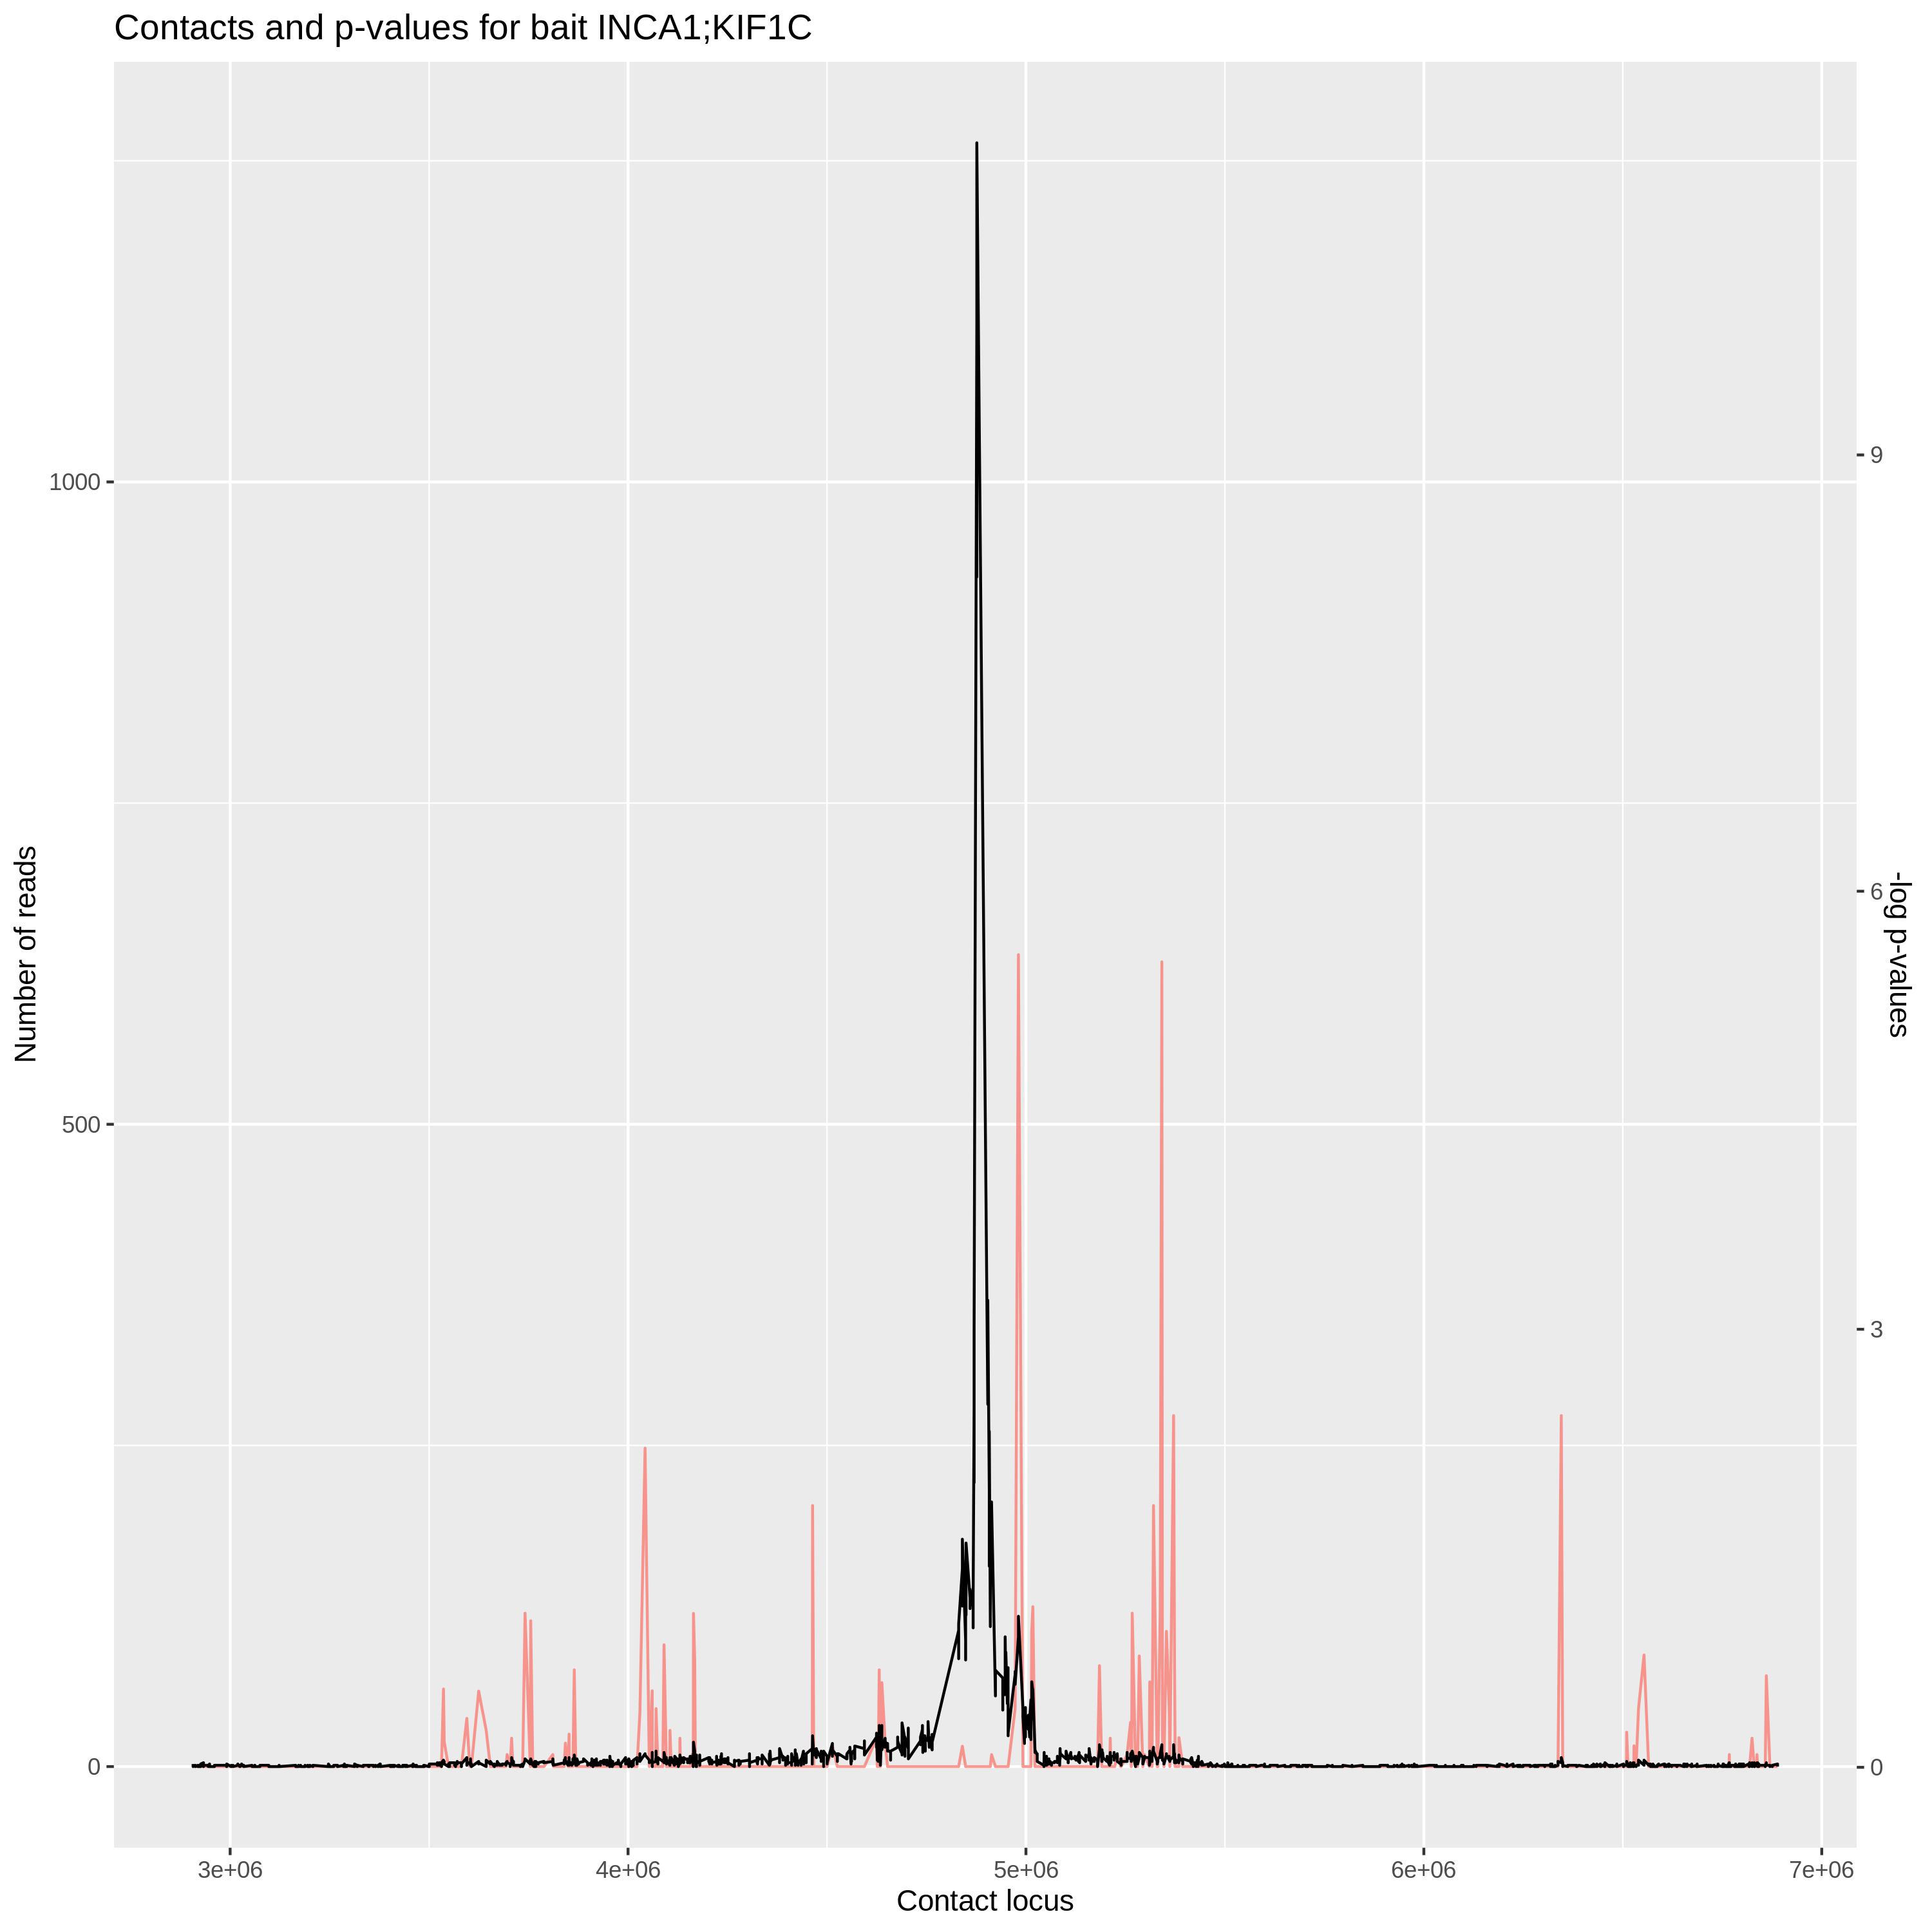 Contacts and p-values for bait INCA1;KIF1C
Number of reads
1000
500
0
9
6
3
0
-log p-values
3e+06 4e+06 5e+06 6e+06 7e+06
Contact locus